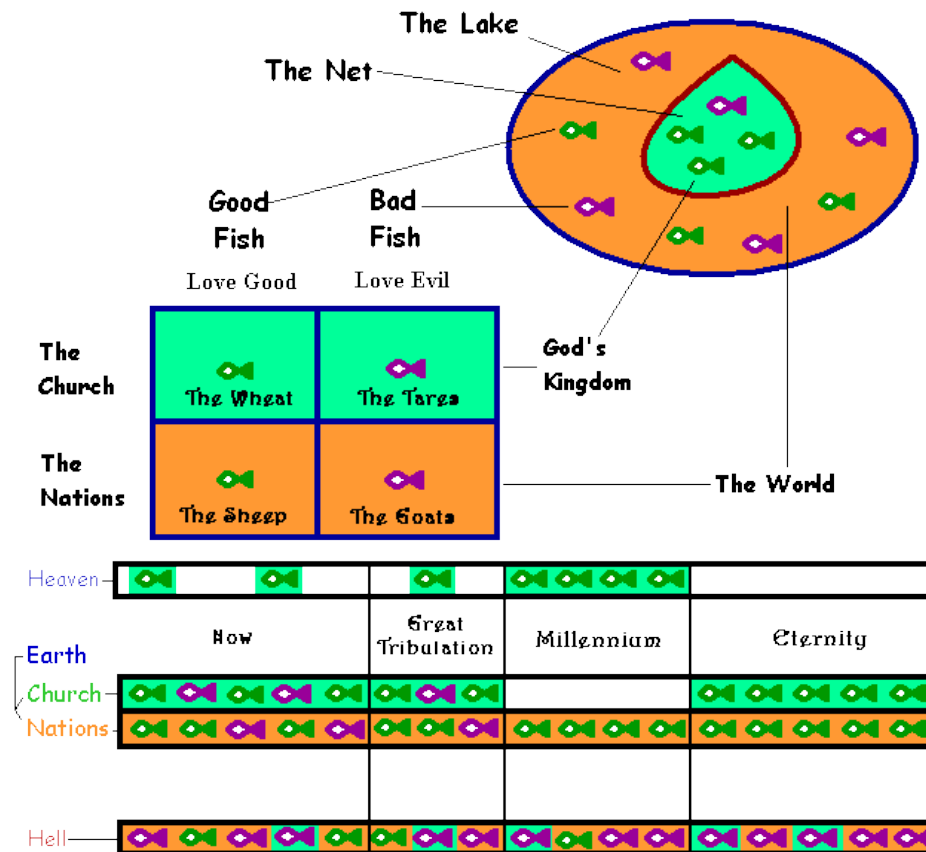 The Lake
The Net
Good
Fish
Bad
Fish
Love Good
Love Evil
The
Church
The Wheat
The Tares
God's
Kingdom
The
Nations
The Sheep
The Goats
The World
Heaven
Now
Great
Tribulation
Millennium
Eternity
Earth
Church
Nations
Hell